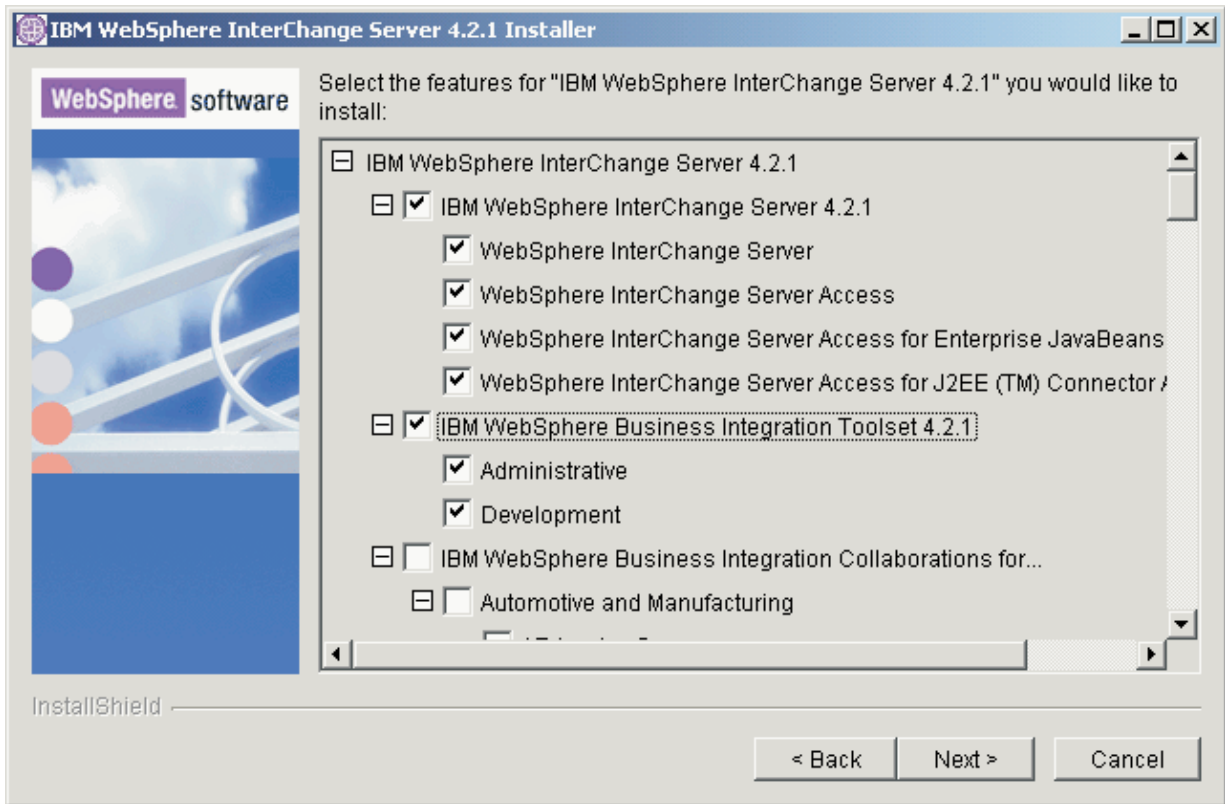 IBM WebSphere InterChange Server 4.2.1 Installer
WebSphere software
Select the features for "IBM WebSphere InterChange Server 4.2.1" you would like to
install:
IBM WebSphere InterChange Server 4.2.1
IBM WebSphere InterChange Server 4.2.1
WebSphere InterChange Server
WebSphere InterChange Server Access
WebSphere InterChange Server Access for Enterprise JavaBeans
WebSphere InterChange Server Access for J2EE (TM) Connector
IBM WebSphere Business Integration Toolset 4.2.1
Administrative
Development
IBM WebSphere Business Integration Collaborations for...
Automotive and Manufacturing
InstallShield
< Back
Next >
Cancel